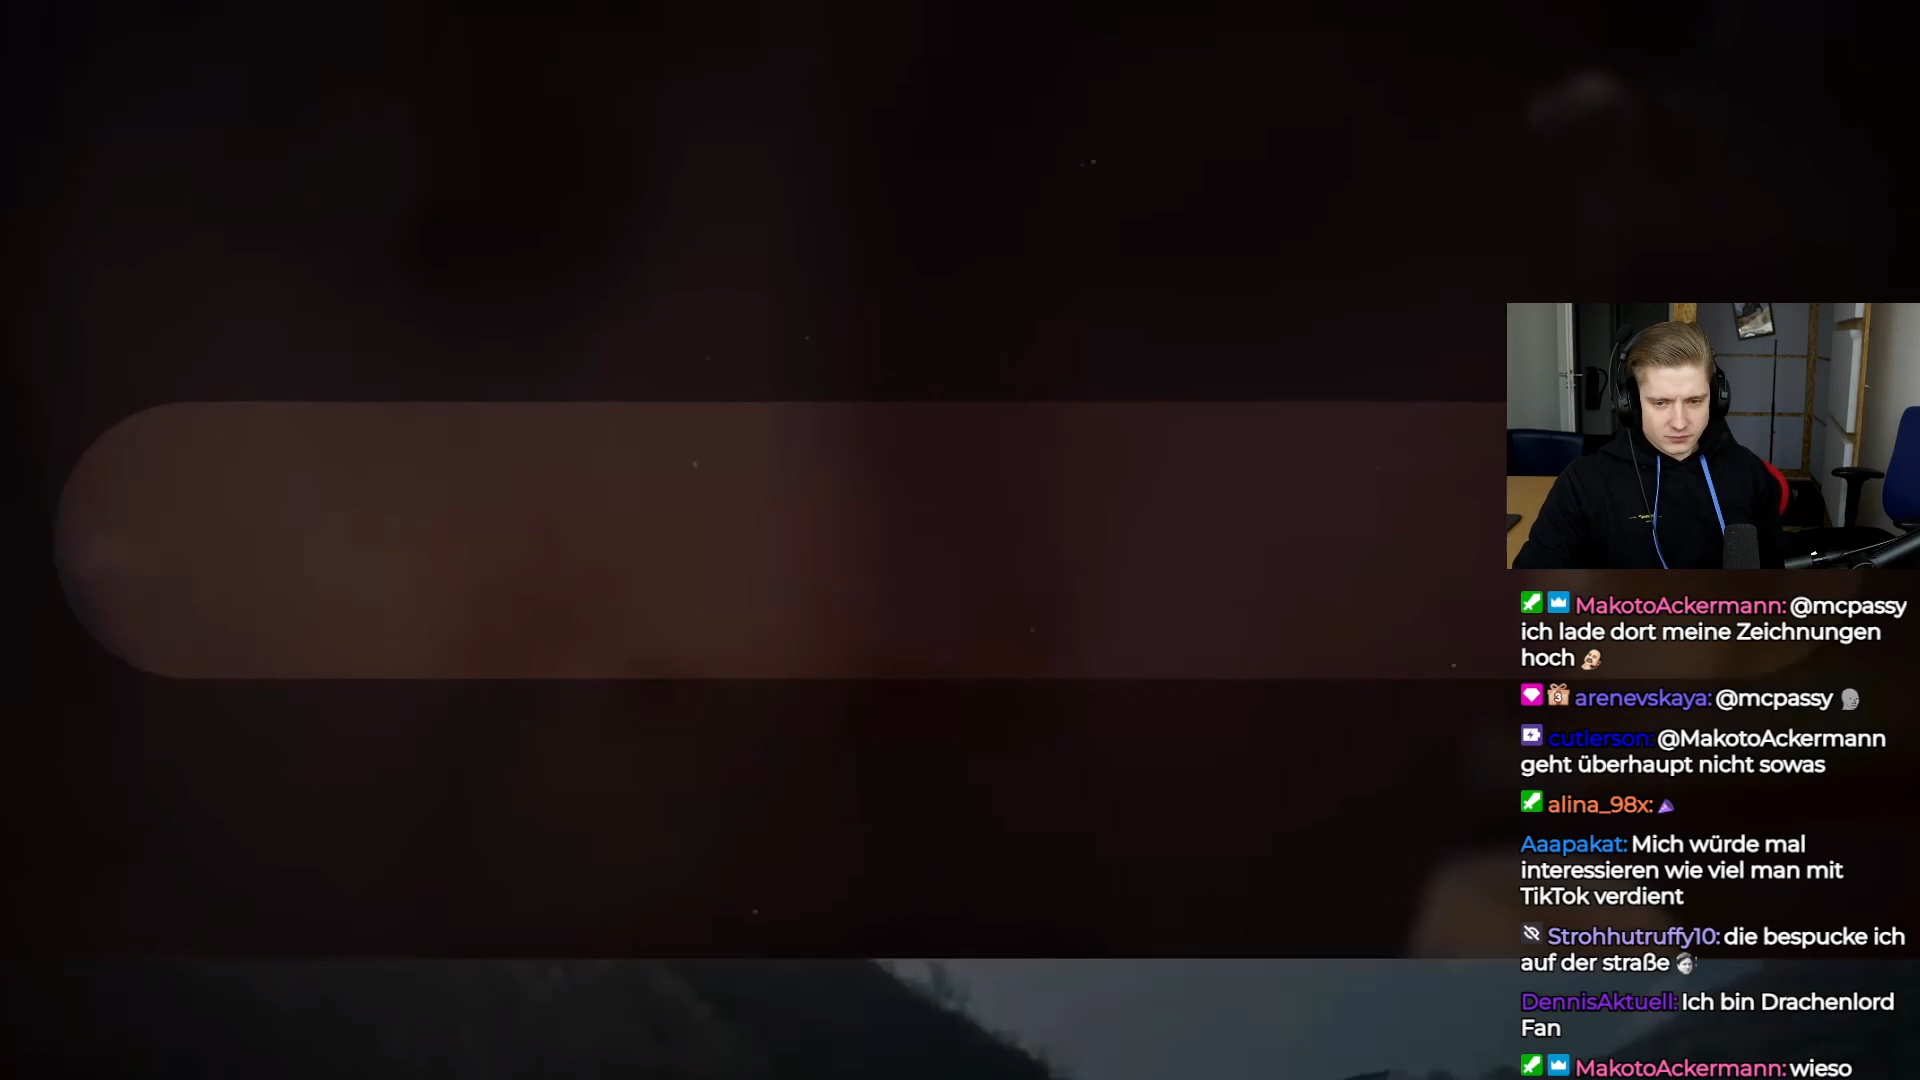 MakotoAckermann: @mcpassy
ich lade dort meine Zeichnungen
hoch
3 arenevskaya: @mcpassy
cutlerson: @MakotoAckermann
geht überhaupt nicht sowas
alina_98x:
Aaapakat: Mich würde mal
interessieren wie viel man mit
TikTok verdient
Strohhutruffy10: die bespucke ich
auf der straße
DennisAktuell: Ich bin Drachenlord
Fan
MakotoAckermann: wieso